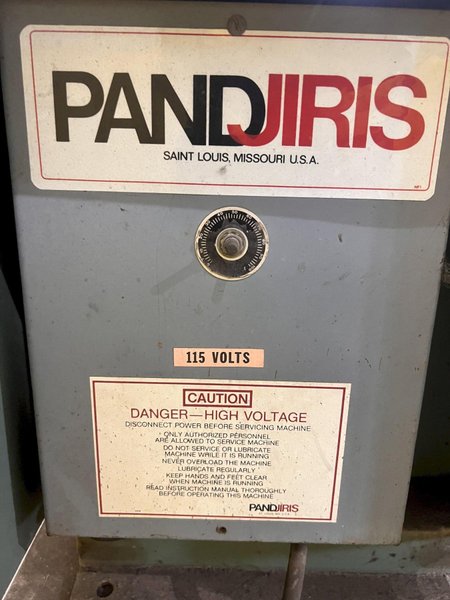 PANDJIRIS
SAINT LOUIS, MISSOURI U.S.A.
115 VOLTS
CAUTION
DANGER—HIGH VOLTAGE
DISCONNECT POWER BEFORE SERVICING MACHINE
ONLY AUTHORIZED PERSONNEL
ARE ALLOWED TO SERVICE MACHINE
DO NOT SERVICE OR LUBRICATE
MACHINE WHILE IT IS RUNNING
NEVER OVERLOAD THE MACHINE
LUBRICATE REGULARLY
KEEP HANDS AND FEET CLEAR
WHEN MACHINE IS RUNNING
READ INSTRUCTION MANUAL THOROUGHLY
BEFORE OPERATING THIS MACHINE
PANDJIRIS